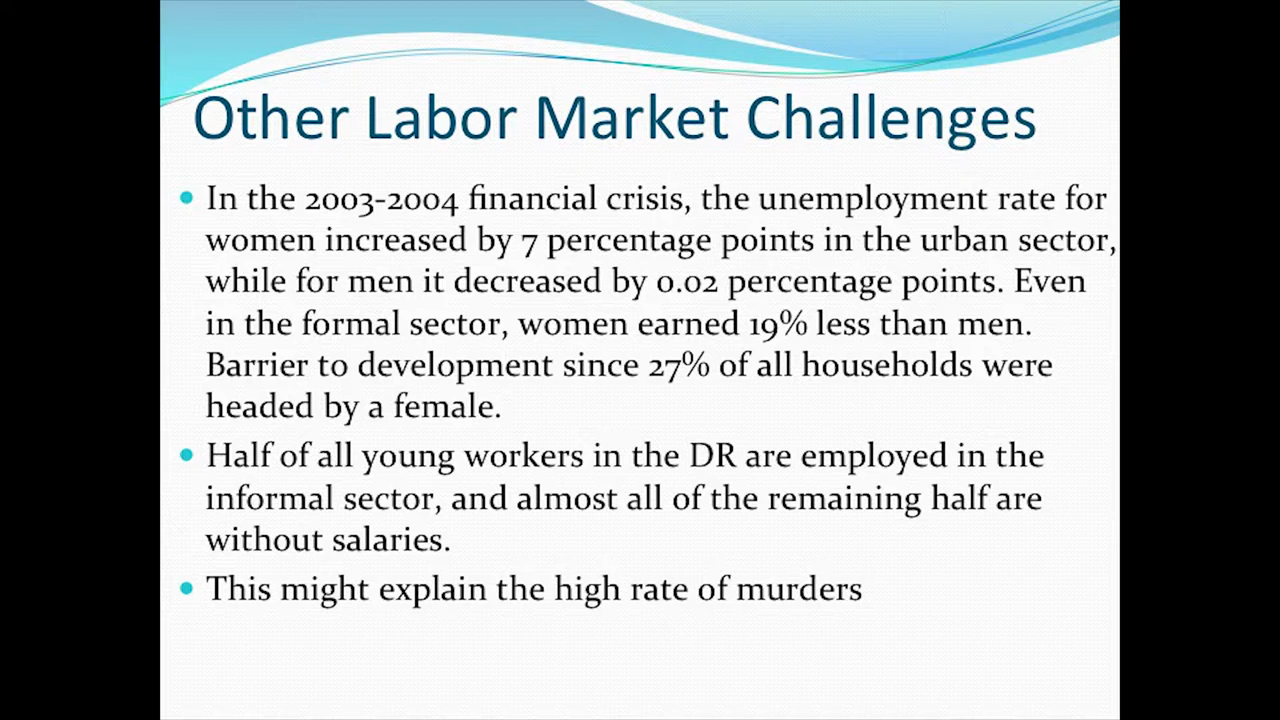 Other Labor Market Challenges
In the 2003-2004 financial crisis, the unemployment rate for
women increased by 7 percentage points in the urban sector,
while for men it decreased by 0.02 percentage points. Even
in the formal sector, women earned 19% less than men.
Barrier to development since 27% of all households were
headed by a female.
Half of all young workers in the DR are employed in the
informal sector, and almost all of the remaining half are
without salaries.
This might explain the high rate of murders